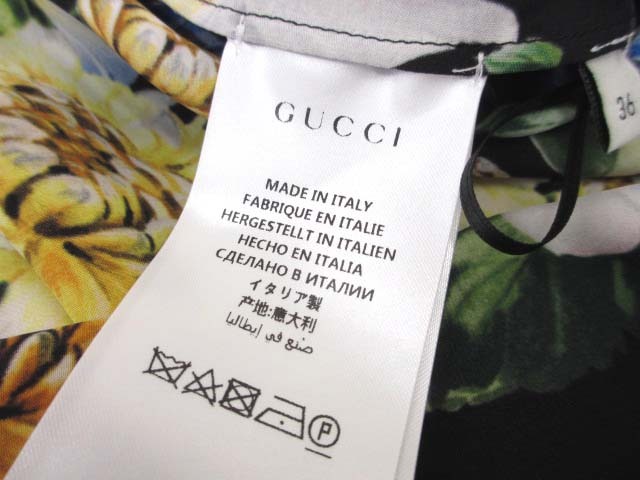 GUCCI
MADE IN ITALY
FABRIQUE EN ITALIE
HERGESTELLT IN ITALIEN
HECHO EN ITALIA
СДЕЛАНО В ИТАЛИИ
イタリア製
产地:意大利
صنع في إيطاليا
P
36